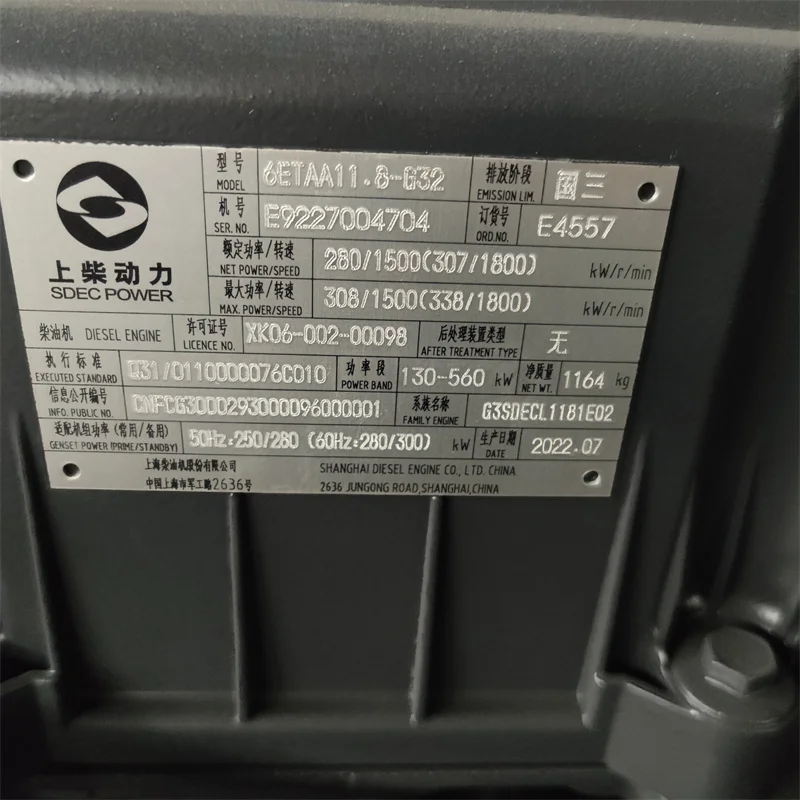 上柴动力
SDEC POWER
型号 MODEL 6ETAA11.8-G32 排放阶段 EMISSION LIM. 国三
机号 SER. NO. E9227004704 订货号 ORD.NO. E4557
额定功率/转速 NET POWER/SPEED 280/1500(307/1800) kW/r/min
最大功率/转速 MAX. POWER/SPEED 308/1500(338/1800) kW/r/min
柴油机 DIESEL ENGINE 许可证号 LICENCE NO. XK06-002-00098 后处理装置类型 AFTER TREATMENT TYPE 无
执行标准 EXECUTED STANDARD Q31/0110000076C010 功率段 POWER BAND 130-560 kW 净质量 NET WT. 1164 kg
信息公开编号 INFO. PUBLIC NO. CNFCG3DDD293000096000001 系族名称 FAMILY ENGINE G3SDECL1181E02
适配机组功率(常用/备用) GENSET POWER (PRIME/STANDBY) 50Hz:250/280 (60Hz:280/300) kW 生产日期 DATE 2022.07
上海柴油机股份有限公司 SHANGHAI DIESEL ENGINE CO., LTD. CHINA
中国上海市军工路2636号 2636 JUNGONG ROAD,SHANGHAI,CHINA